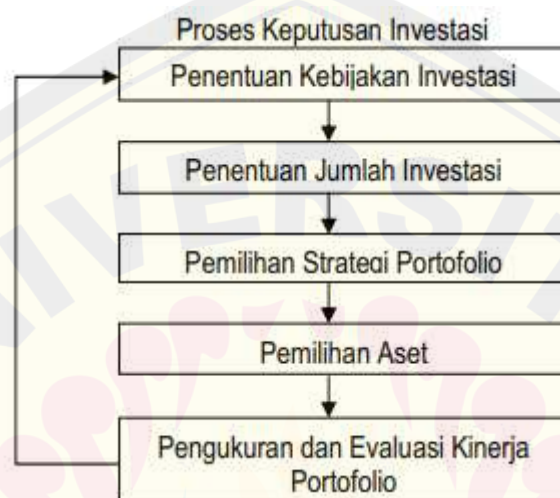 Proses Keputusan Investasi
Penentuan Kebijakan Investasi
Penentuan Jumlah Investasi
Pemilihan Strategi Portofolio
Pemilihan Aset
Pengukuran dan Evaluasi Kinerja
Portofolio